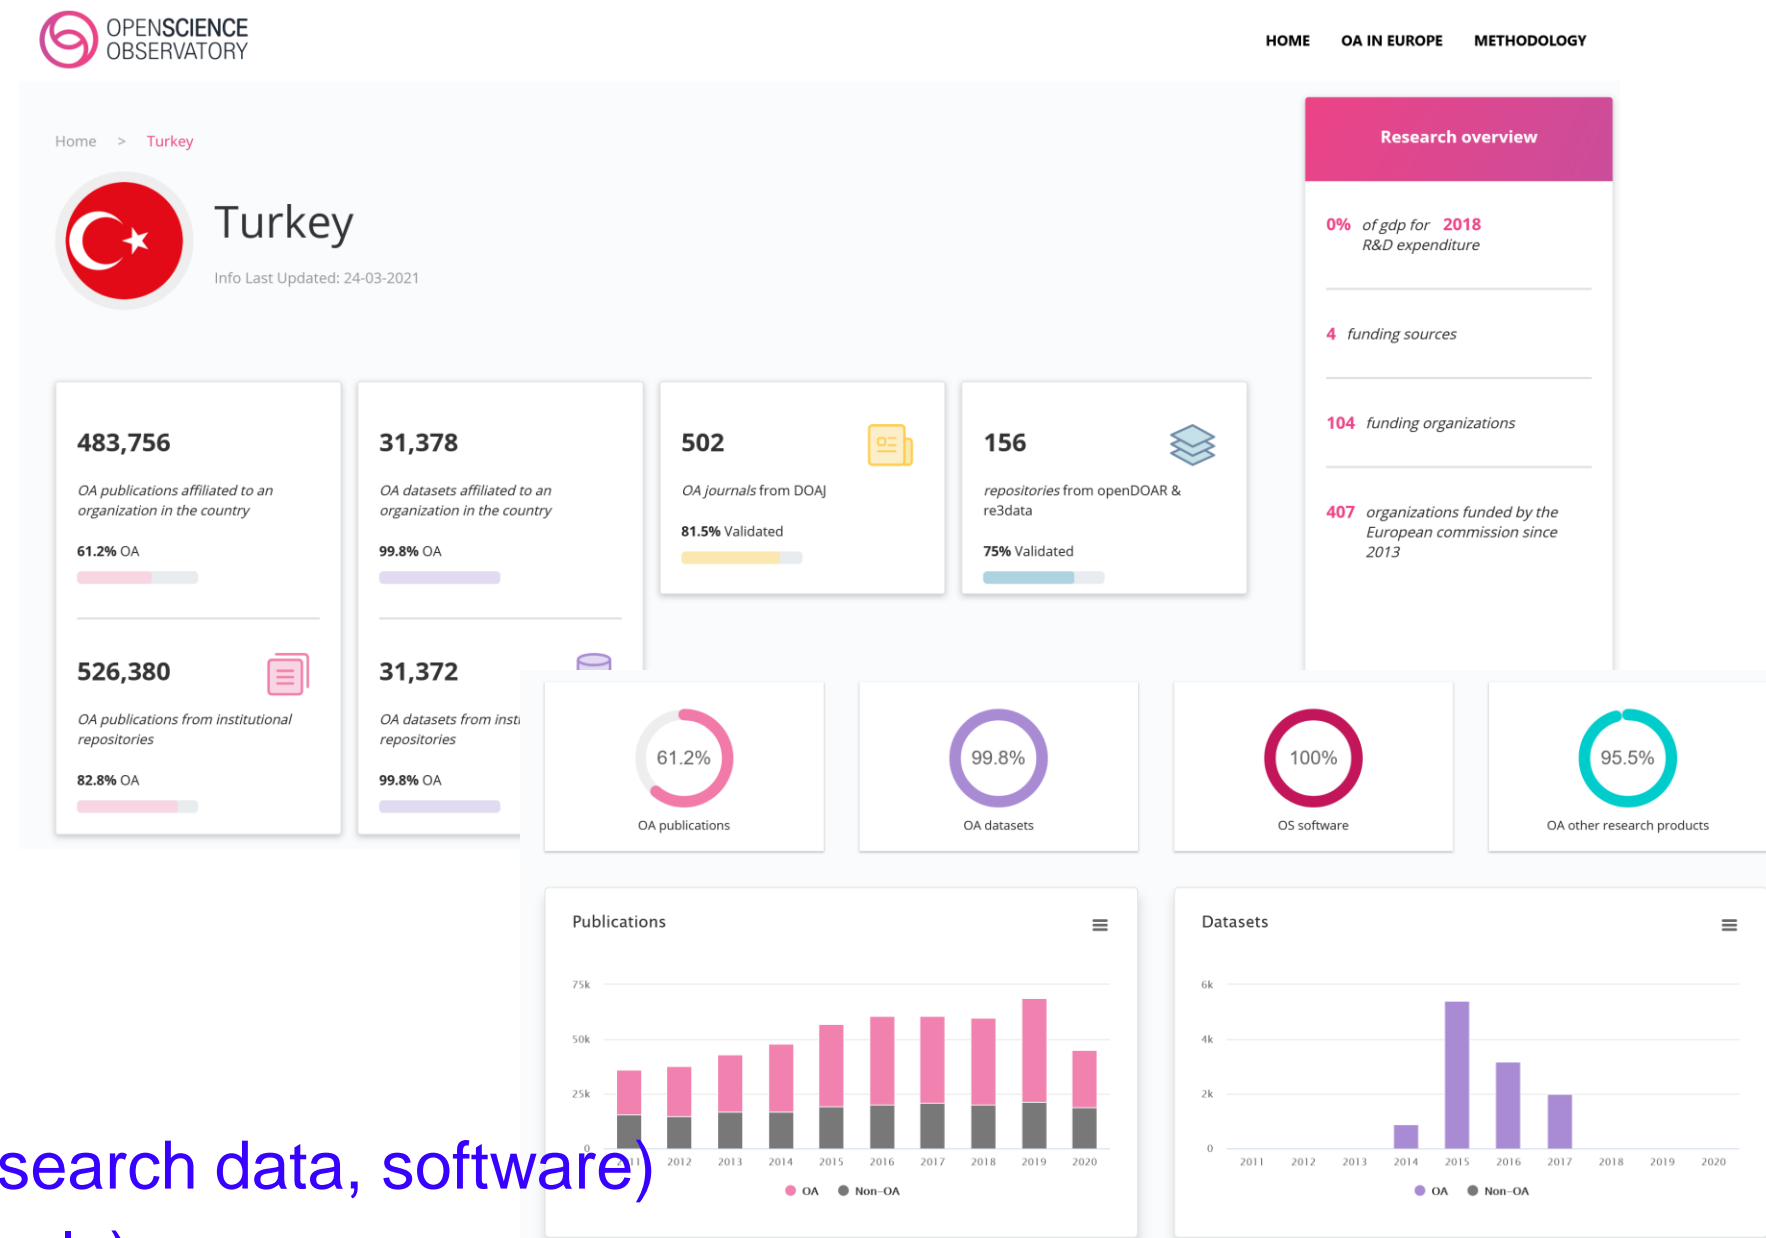 OPENSCIENCE
OBSERVATORY
HOME OA IN EUROPE METHODOLOGY
Home > Turkey
Turkey
Info Last Updated: 24-03-2021
Research overview
0% of gdp for 2018
R&D expenditure
4 funding sources
104 funding organizations
407 organizations funded by the
European commission since
2013
483,756
OA publications affiliated to an
organization in the country
61.2% OA
526,380
OA publications from institutional
repositories
82.8% OA
31,378
OA datasets affiliated to an
organization in the country
99.8% OA
31,372
OA datasets from insti
repositories
99.8% OA
502
OA journals from DOAJ
81.5% Validated
156
repositories from openDOAR &
re3data
75% Validated
61.2%
OA publications
99.8%
OA datasets
100%
OS software
95.5%
OA other research products
Publications
75k
50k
25k
0
2012 2013 2014 2015 2016 2017 2018 2019 2020
OA Non-OA
Datasets
6k
4k
2k
0
2011 2012 2013 2014 2015 2016 2017 2018 2019 2020
OA Non-OA
search data, software)